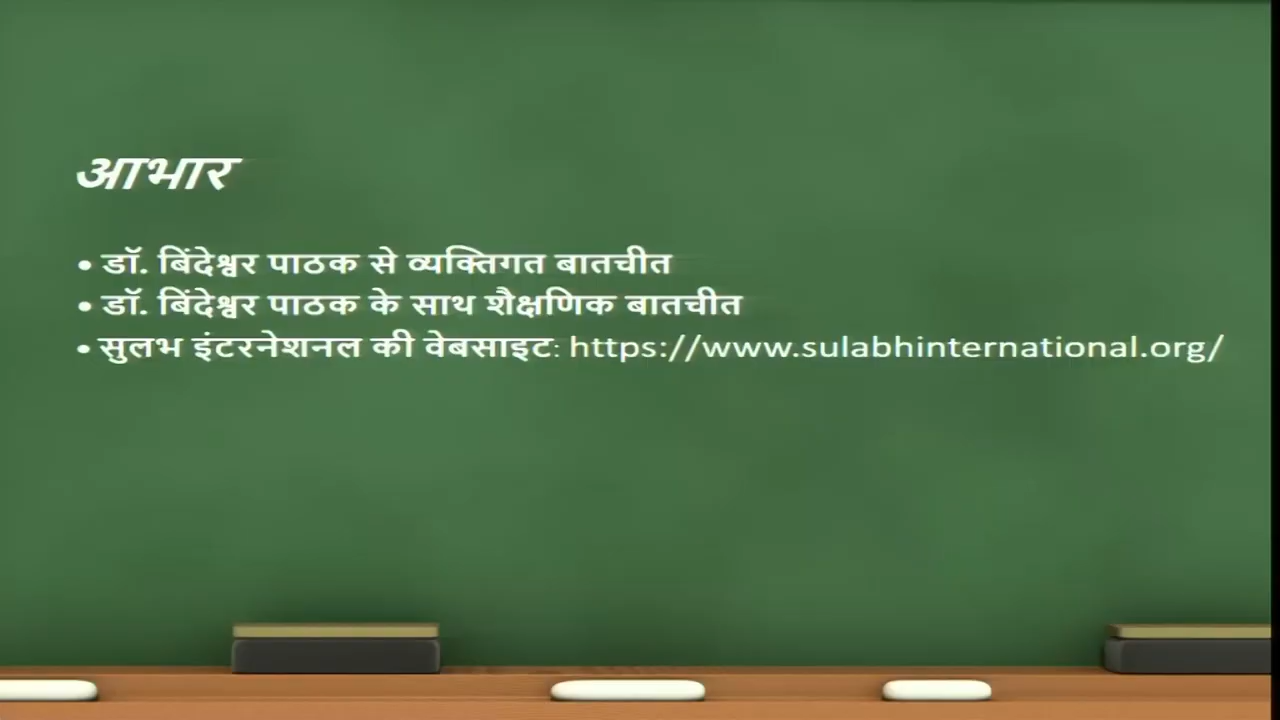 आभार
• डॉ. बिंदेश्वर पाठक से व्यक्तिगत बातचीत
• डॉ. बिंदेश्वर पाठक के साथ शैक्षणिक बातचीत
• सुलभ इंटरनेशनल की वेबसाइट: https://www.sulabhinternational.org/